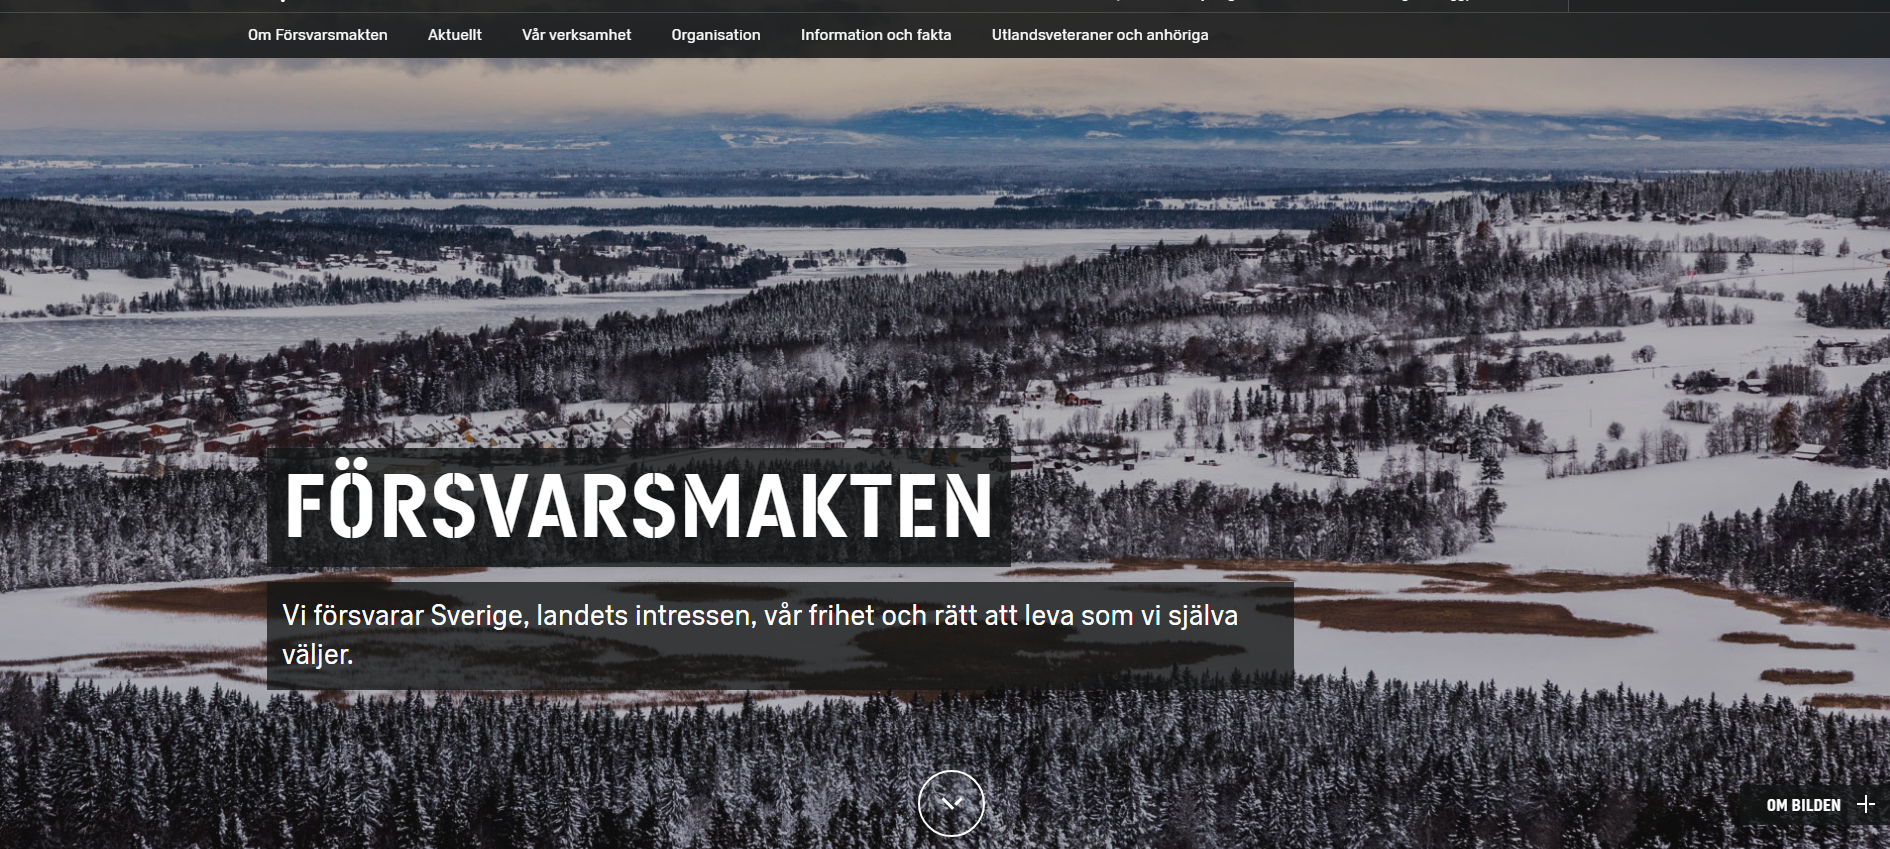 Om Försvarsmakten Aktuellt Vår verksamhet Organisation Information och fakta Utlandsveteraner och anhöriga
FÖRSVARSMAKTEN
Vi försvarar Sverige, landets intressen, vår frihet och rätt att leva som vi själva
väljer.
OM BILDEN